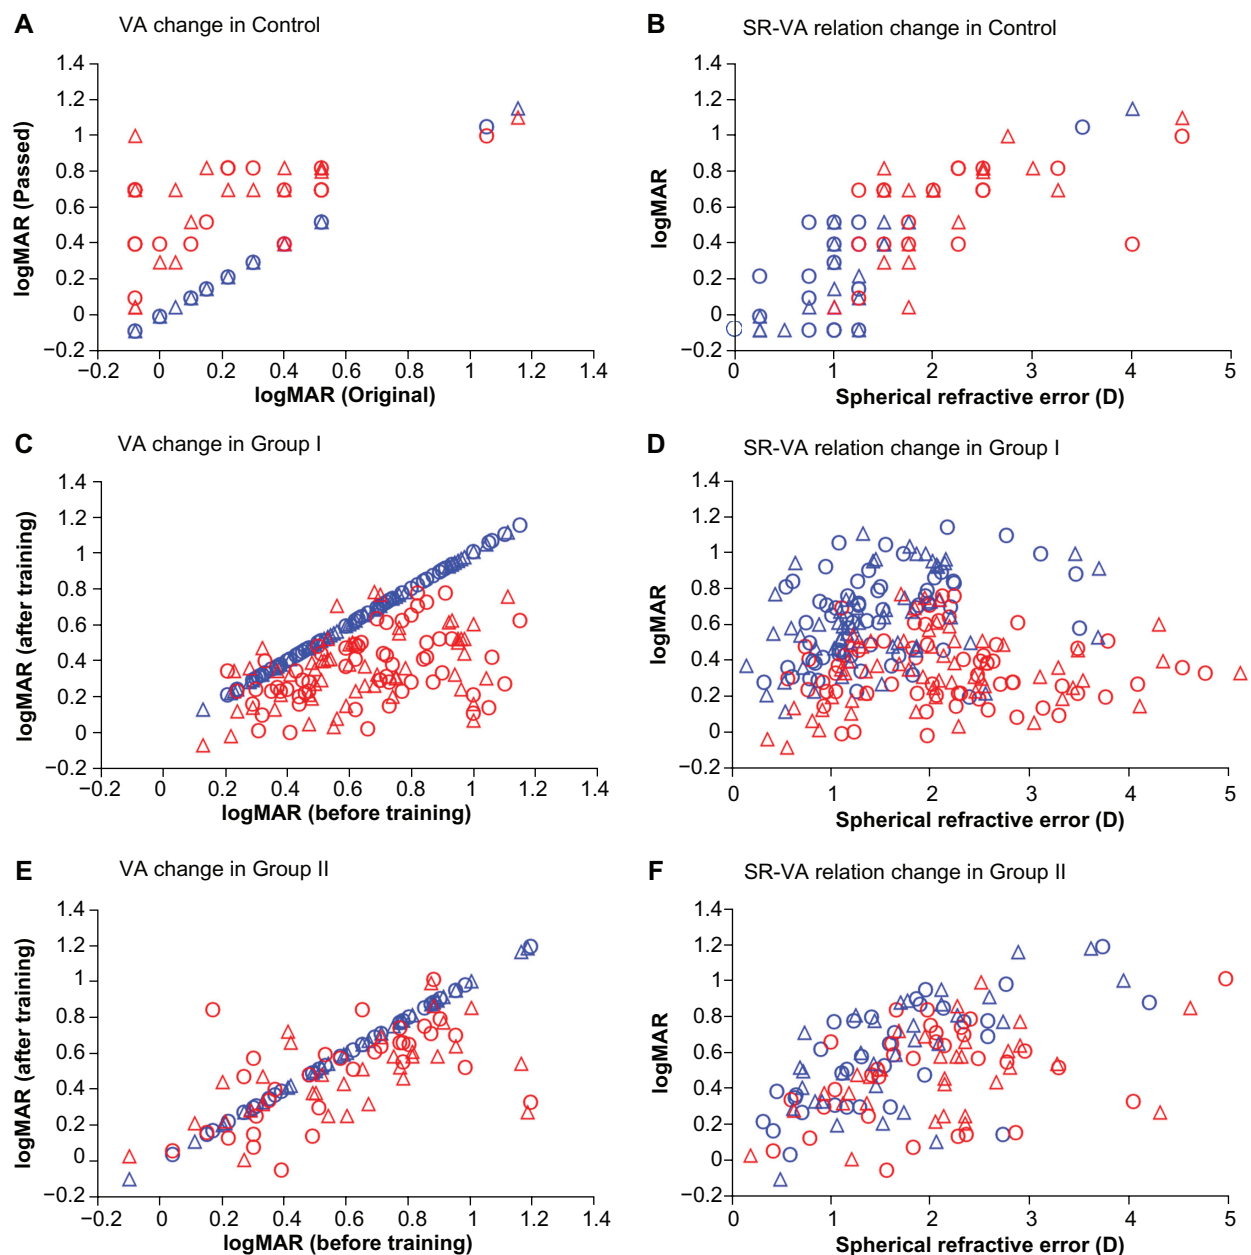 A VA change in Control
1.4
1.2
1
0.8
0.6
0.4
0.2
0
−0.2
logMAR (Passed)
−0.2 0 0.2 0.4 0.6 0.8 1 1.2 1.4
logMAR (Original)
B SR-VA relation change in Control
1.4
1.2
1
0.8
0.6
0.4
0.2
0
−0.2
logMAR
0 1 2 3 4 5
Spherical refractive error (D)
C VA change in Group I
1.4
1.2
1
0.8
0.6
0.4
0.2
0
−0.2
logMAR (after training)
−0.2 0 0.2 0.4 0.6 0.8 1 1.2 1.4
logMAR (before training)
D SR-VA relation change in Group I
1.4
1.2
1
0.8
0.6
0.4
0.2
0
−0.2
logMAR
0 1 2 3 4 5
Spherical refractive error (D)
E VA change in Group II
1.4
1.2
1
0.8
0.6
0.4
0.2
0
−0.2
logMAR (after training)
−0.2 0 0.2 0.4 0.6 0.8 1 1.2 1.4
logMAR (before training)
F SR-VA relation change in Group II
1.4
1.2
1
0.8
0.6
0.4
0.2
0
−0.2
logMAR
0 1 2 3 4 5
Spherical refractive error (D)